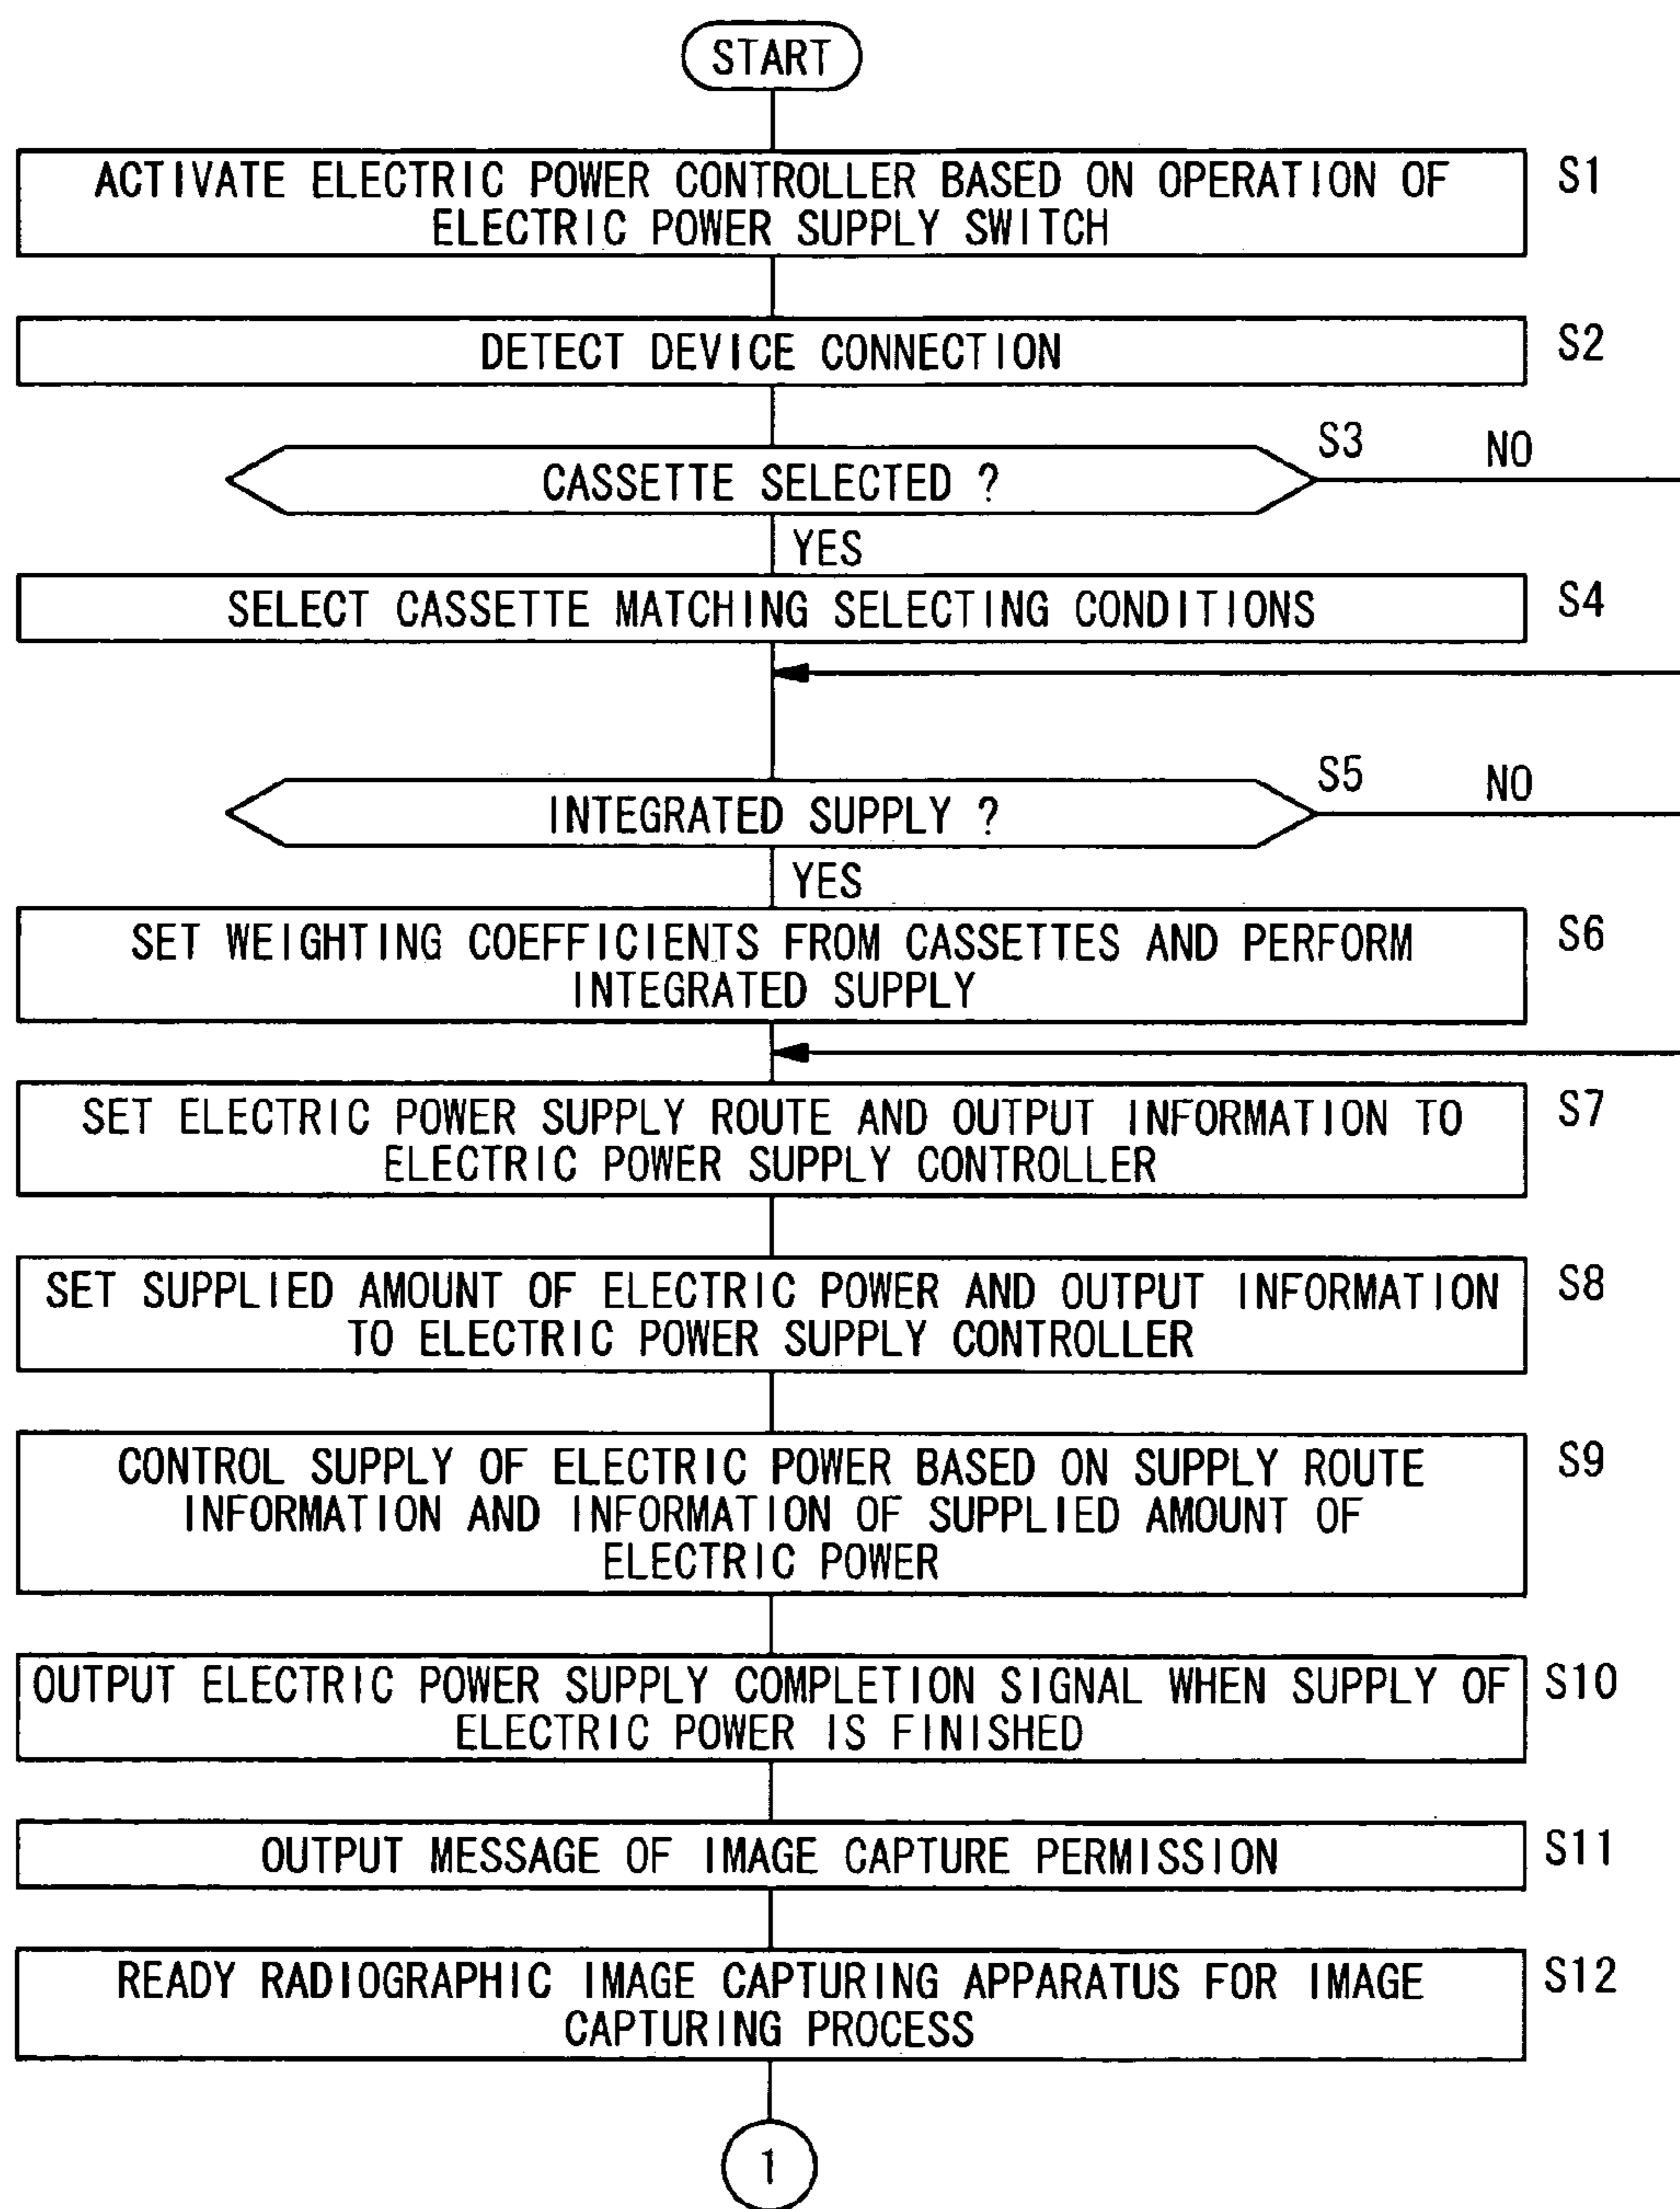 START
ACTIVATE ELECTRIC POWER CONTROLLER BASED ON OPERATION OF
ELECTRIC POWER SUPPLY SWITCH
S1
DETECT DEVICE CONNECTION
S2
CASSETTE SELECTED ?
S3
NO
YES
SELECT CASSETTE MATCHING SELECTING CONDITIONS
S4
INTEGRATED SUPPLY ?
S5
NO
YES
SET WEIGHTING COEFFICIENTS FROM CASSETTES AND PERFORM
INTEGRATED SUPPLY
S6
SET ELECTRIC POWER SUPPLY ROUTE AND OUTPUT INFORMATION TO
ELECTRIC POWER SUPPLY CONTROLLER
S7
SET SUPPLIED AMOUNT OF ELECTRIC POWER AND OUTPUT INFORMATION
TO ELECTRIC POWER SUPPLY CONTROLLER
S8
CONTROL SUPPLY OF ELECTRIC POWER BASED ON SUPPLY ROUTE
INFORMATION AND INFORMATION OF SUPPLIED AMOUNT OF
ELECTRIC POWER
S9
OUTPUT ELECTRIC POWER SUPPLY COMPLETION SIGNAL WHEN SUPPLY OF
ELECTRIC POWER IS FINISHED
S10
OUTPUT MESSAGE OF IMAGE CAPTURE PERMISSION
S11
READY RADIOGRAPHIC IMAGE CAPTURING APPARATUS FOR IMAGE
CAPTURING PROCESS
S12
1